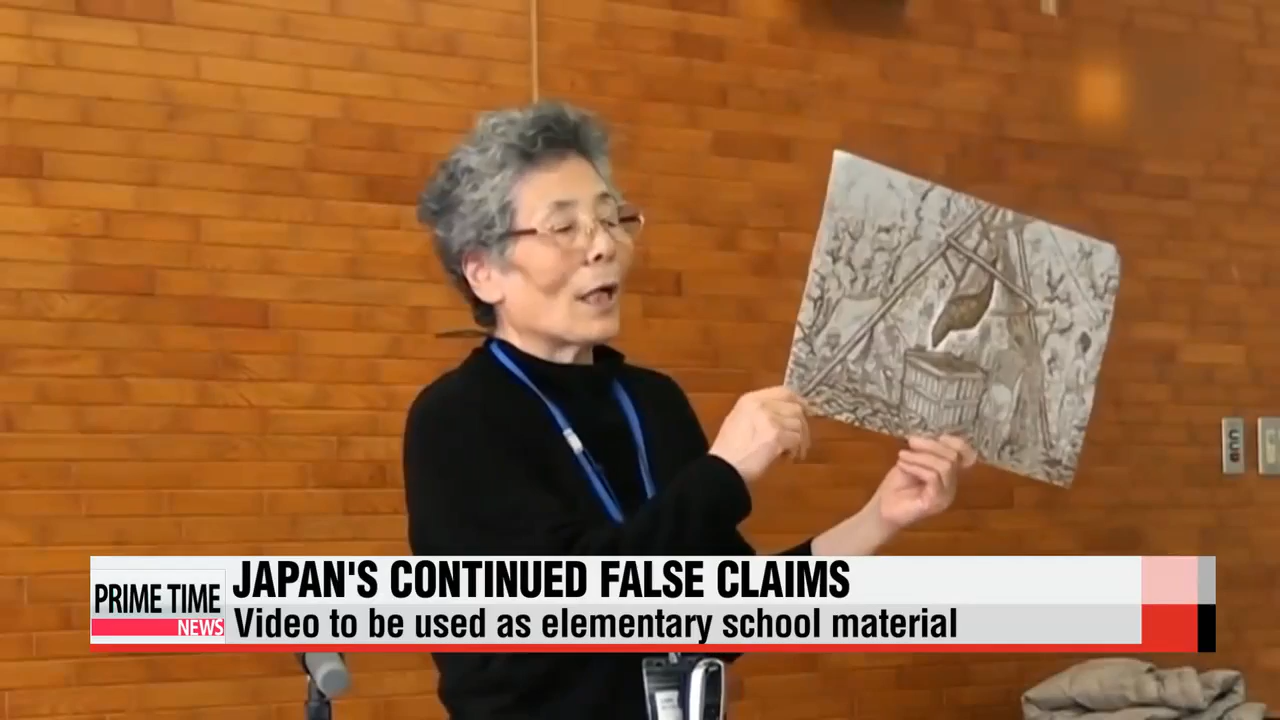 JAPAN'S CONTINUED FALSE CLAIMS
PRIME TIME
NEWS
Video to be used as elementary school material